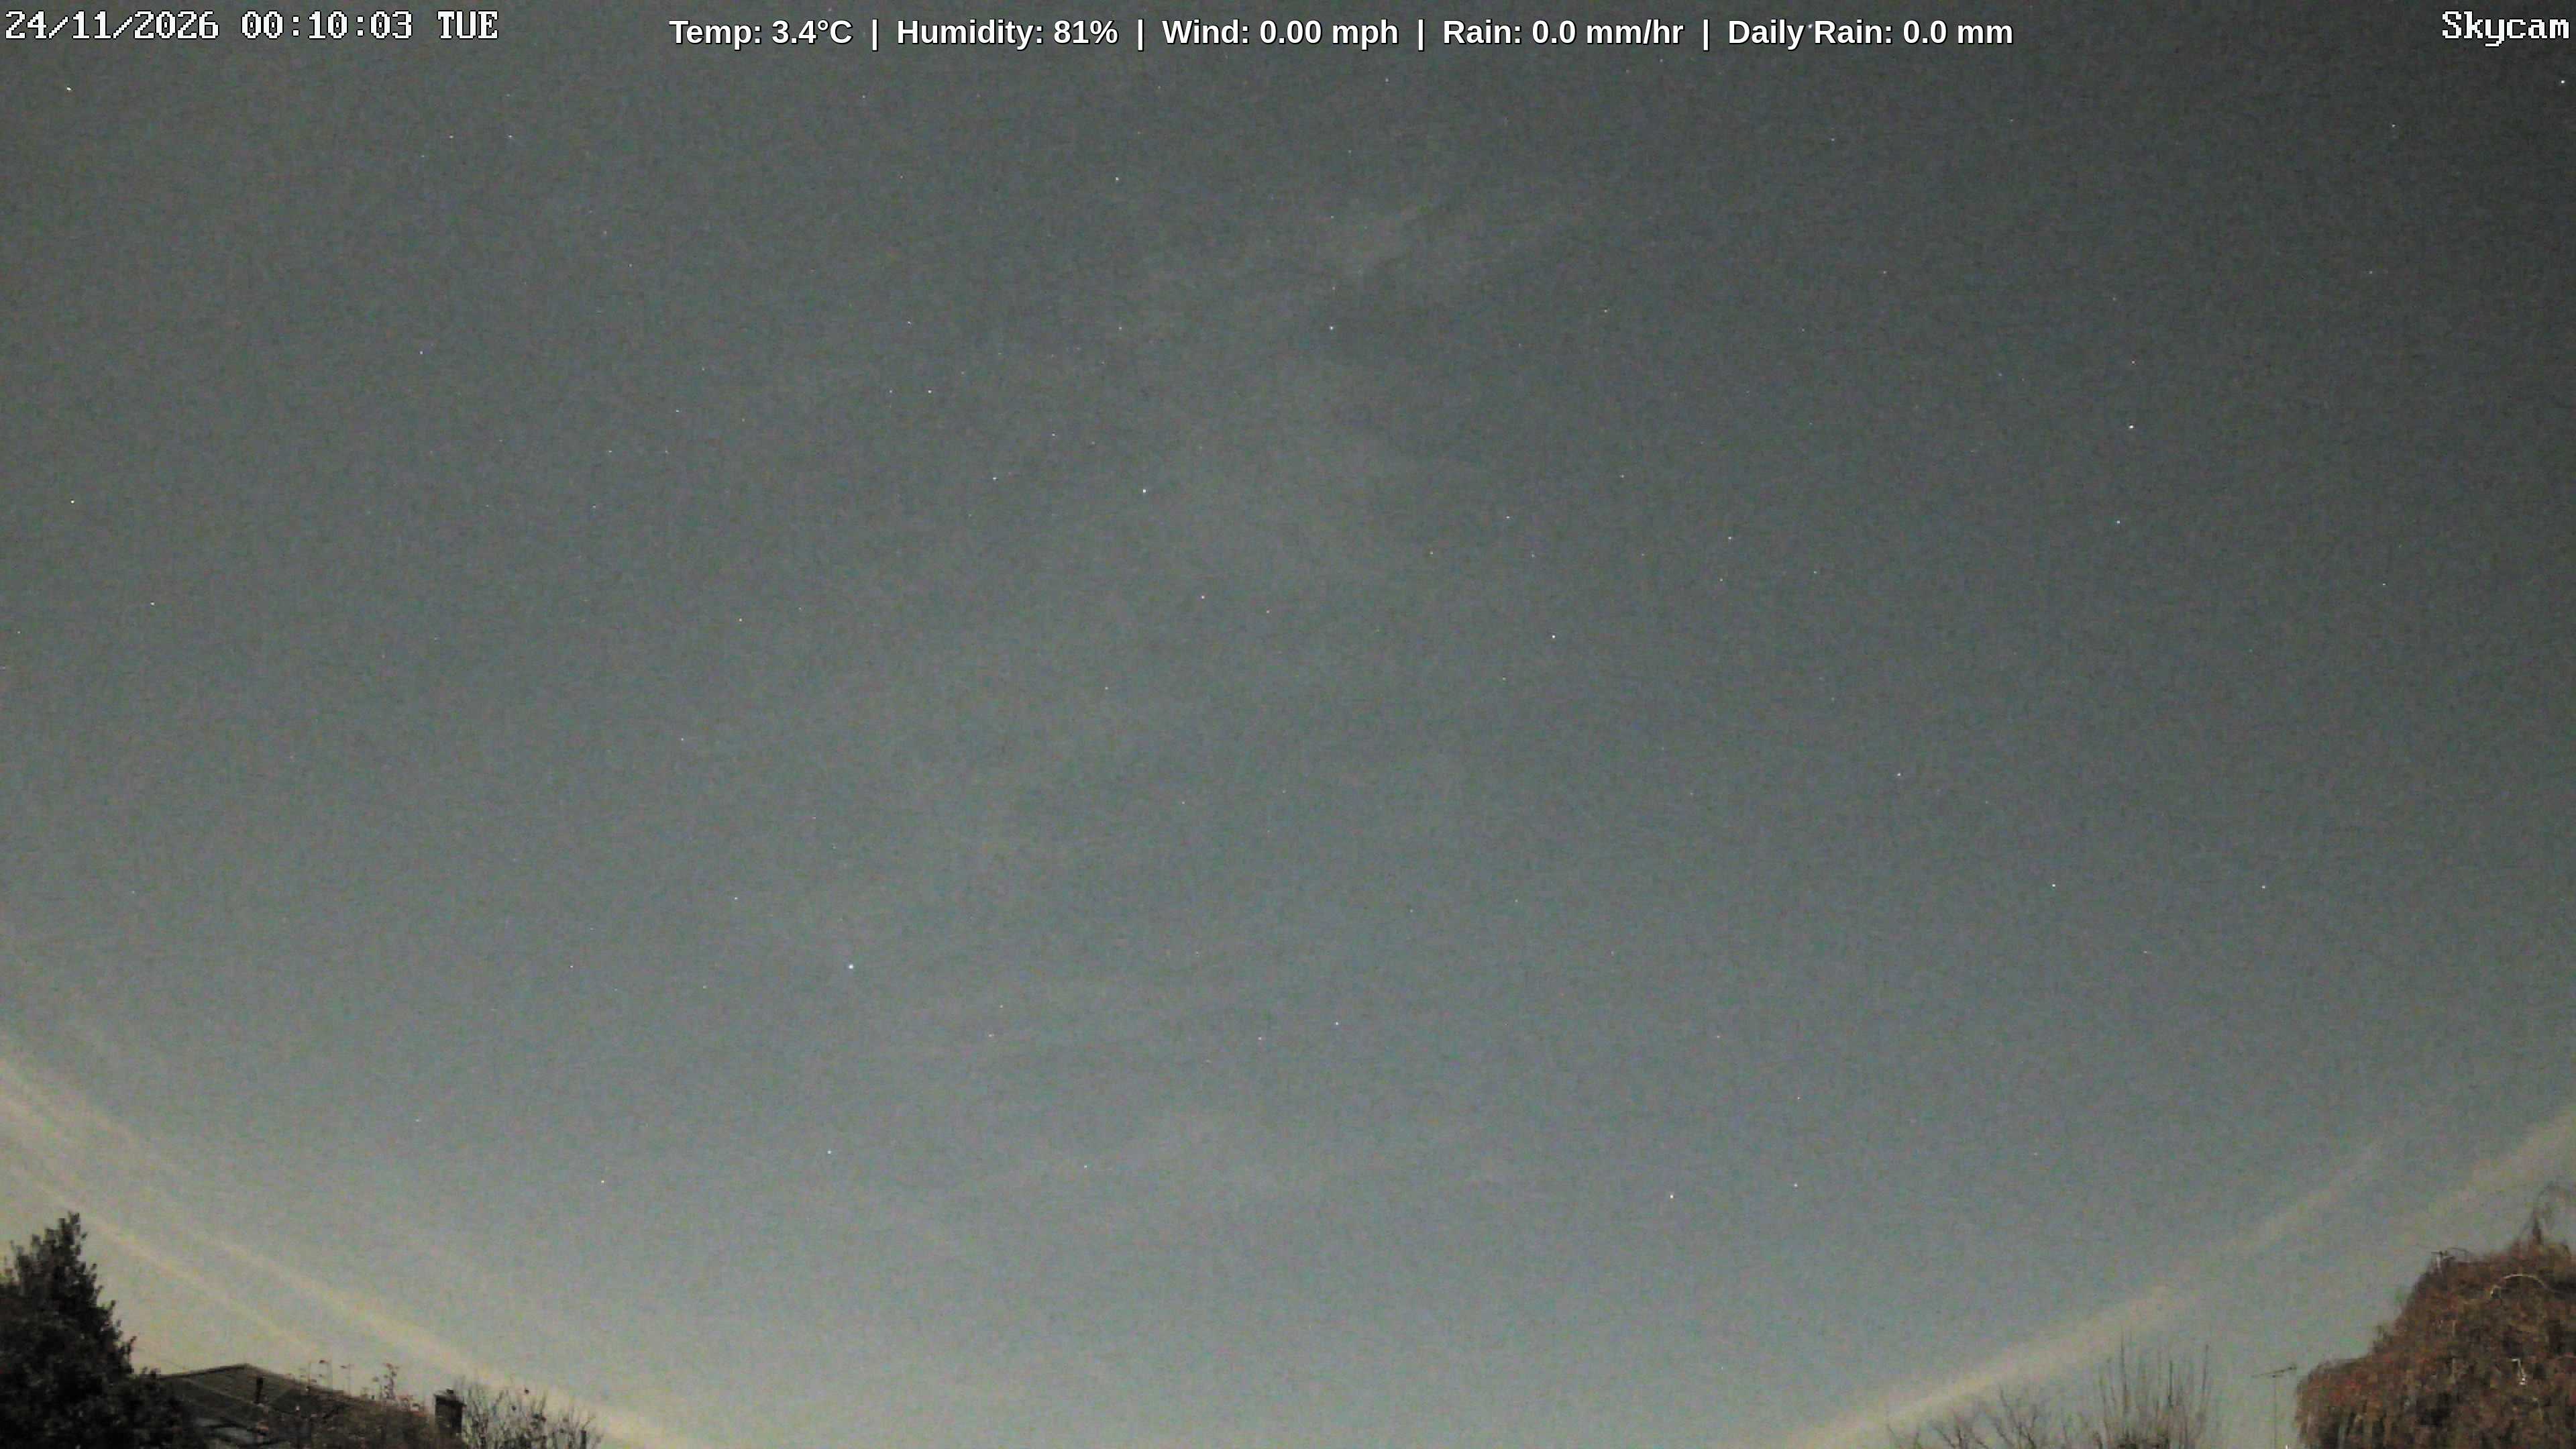 24/11/2026 00:10:03 TUE
Temp: 3.4°C | Humidity: 81% | Wind: 0.00 mph | Rain: 0.0 mm/hr | Daily Rain: 0.0 mm
Skycam